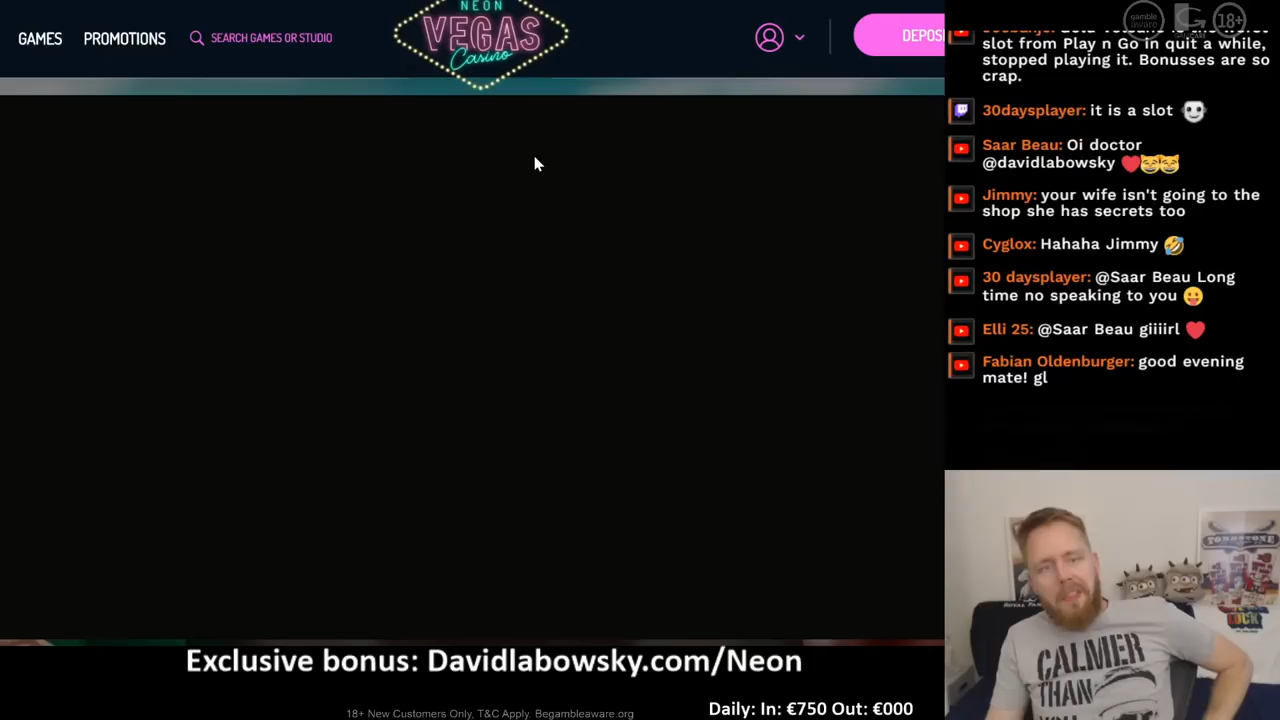 GAMES
PROMOTIONS
SEARCH GAMES OR STUDIO
NEON
VEGAS
Casino
gamble
aware
G
18+
slot from Play n Go in quit a while,
stopped playing it. Bonusses are so
crap.
30daysplayer: it is a slot
Saar Beau: Oi doctor
@davidlabowsky
Jimmy: your wife isn't going to the
shop she has secrets too
Cyglox: Hahaha Jimmy
30 daysplayer: @Saar Beau Long
time no speaking to you
Elli 25: @Saar Beau giiiirl
Fabian Oldenburger: good evening
mate! gl
TOMBSTONE
CALMER
THAN
Exclusive bonus: Davidlabowsky.com/Neon
18+ New Customers Only, T&C Apply. Begambleaware.org
Daily: In: €750 Out: €000